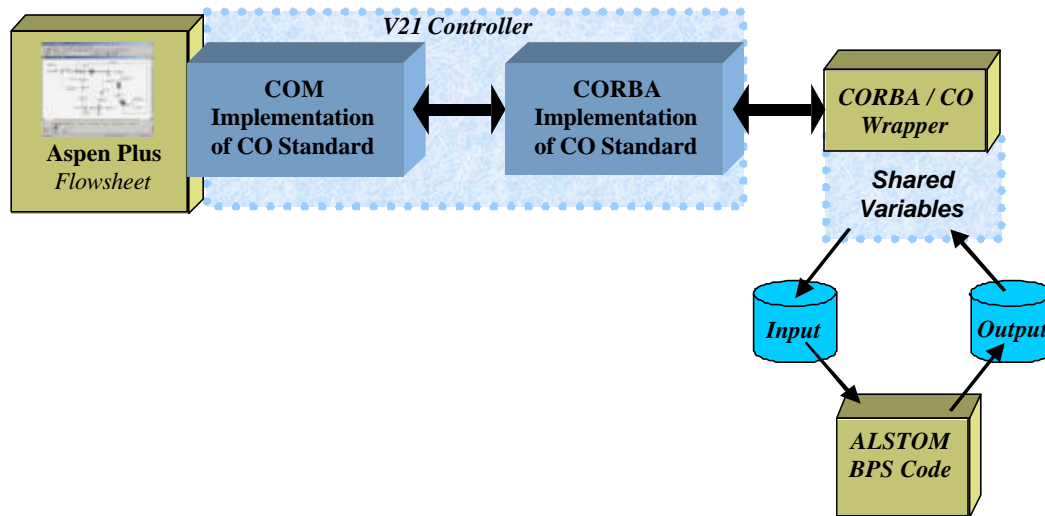 V21 Controller
Aspen Plus
Flowsheet
COM
Implementation
of CO Standard
CORBA
Implementation
of CO Standard
CORBA / CO
Wrapper
Shared
Variables
Input
Output
ALSTOM
BPS Code